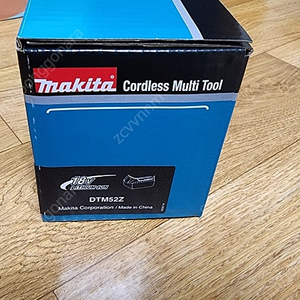 makita Cordless Multi Tool
18V
LITHIUM-ION
DTM52Z
Makita Corporation / Made in China